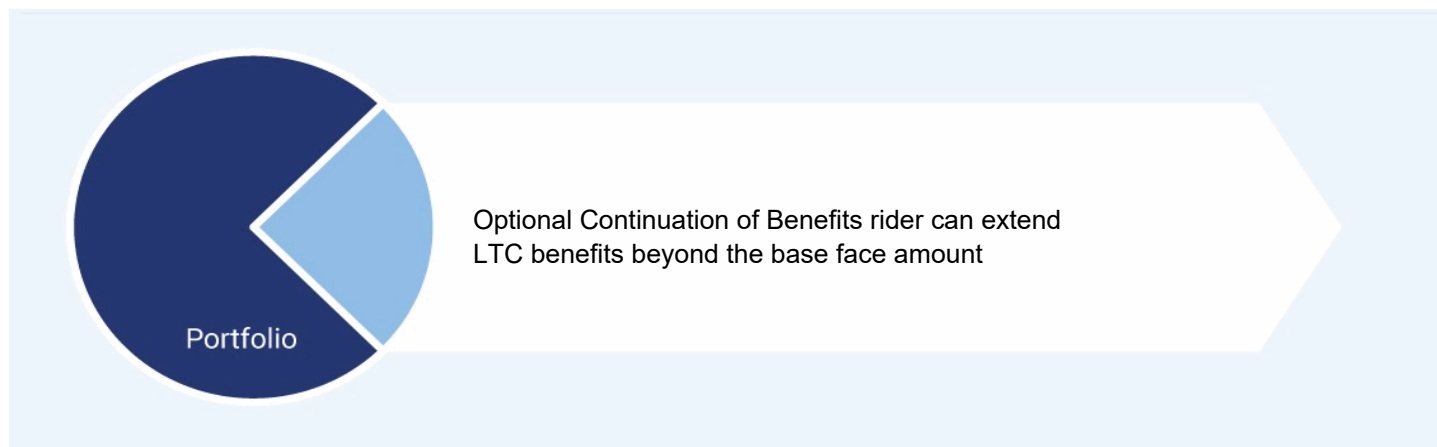 Optional Continuation of Benefits rider can extend
LTC benefits beyond the base face amount
Portfolio